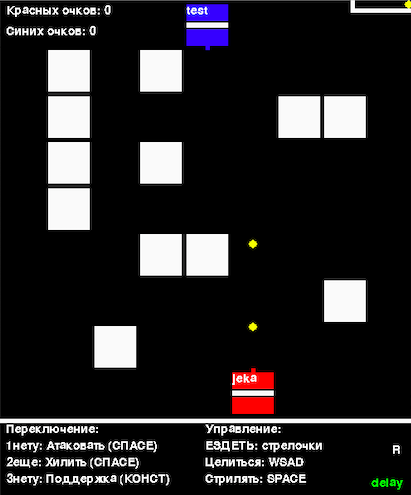 Красных очков: 0
test
Синих очков: 0
jeka
Переключение:
1нету: Атаковать (СПАСЕ)
2еще: Хилить (СПАСЕ)
3нету: Поддержка (КОНСТ)
Управление:
ЕЗДЕТЬ: стрелочки
Целиться: WSAD
Стрилять: SPACE
R
delay